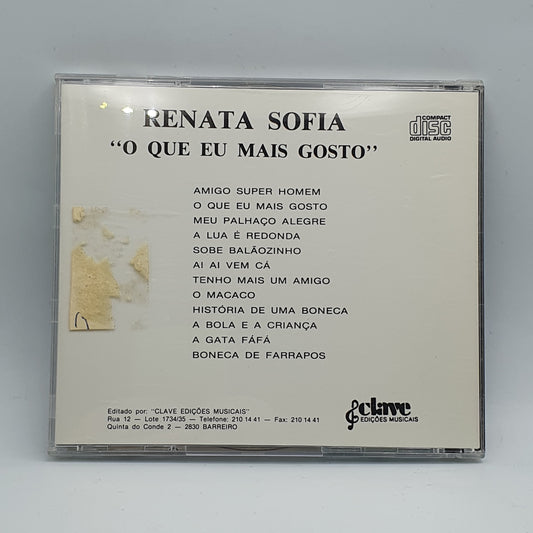 RENATA SOFIA
"O QUE EU MAIS GOSTO"
COMPACT
disc
DIGITAL AUDIO
AMIGO SUPER HOMEM
O QUE EU MAIS GOSTO
MEU PALHAÇO ALEGRE
A LUA É REDONDA
SOBE BALÃOZINHO
AI AI VEM CÁ
TENHO MAIS UM AMIGO
O MACACO
HISTÓRIA DE UMA BONECA
A BOLA E A CRIANÇA
A GATA FÁFÁ
BONECA DE FARRAPOS
Editado por: "CLAVE EDIÇÕES MUSICAIS"
Rua 12 — Lote 1734/35 — Telefone: 210 14 41 — Fax: 210 14 41
Quinta do Conde 2 — 2830 BARREIRO
clave
EDIÇÕES MUSICAIS